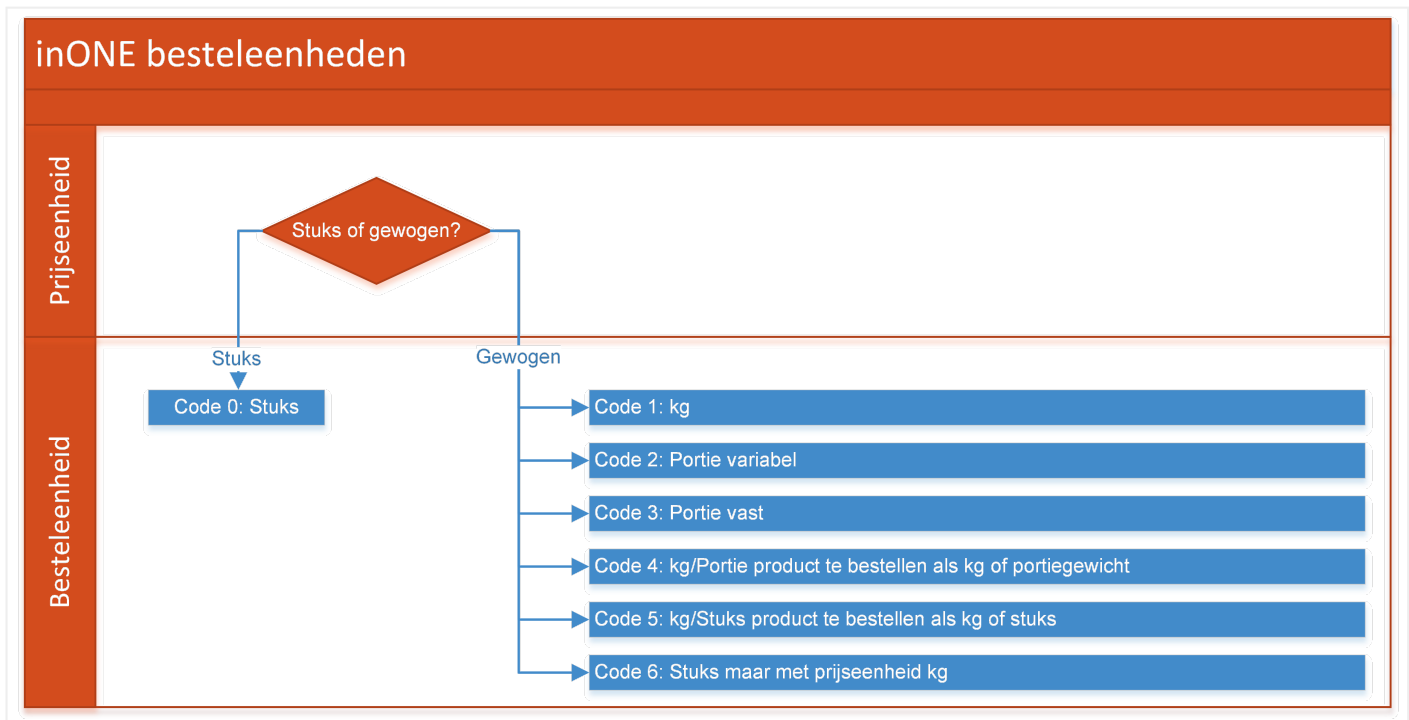 inONE besteleenheden
Prijseenheid
Stuks of gewogen?
Besteleenheid
Stuks
Gewogen
Code 0: Stuks
Code 1: kg
Code 2: Portie variabel
Code 3: Portie vast
Code 4: kg/Portie product te bestellen als kg of portiegewicht
Code 5: kg/Stuks product te bestellen als kg of stuks
Code 6: Stuks maar met prijseenheid kg